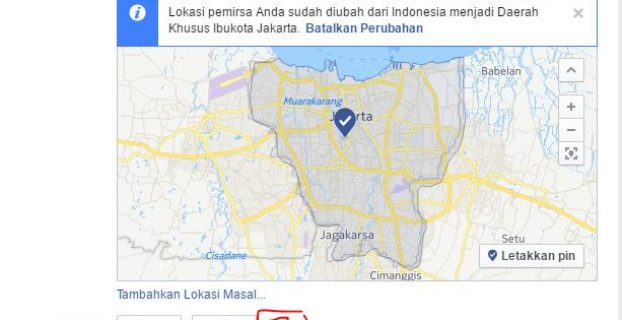 Lokasi pemirsa Anda sudah diubah dari Indonesia menjadi Daerah
Khusus Ibukota Jakarta. Batalkan Perubahan
Babelan
Muarakarang
Jakarta
Jagakarsa
Setu
Letakkan pin
Cisadane
Cimanggis
Tambahkan Lokasi Masal...